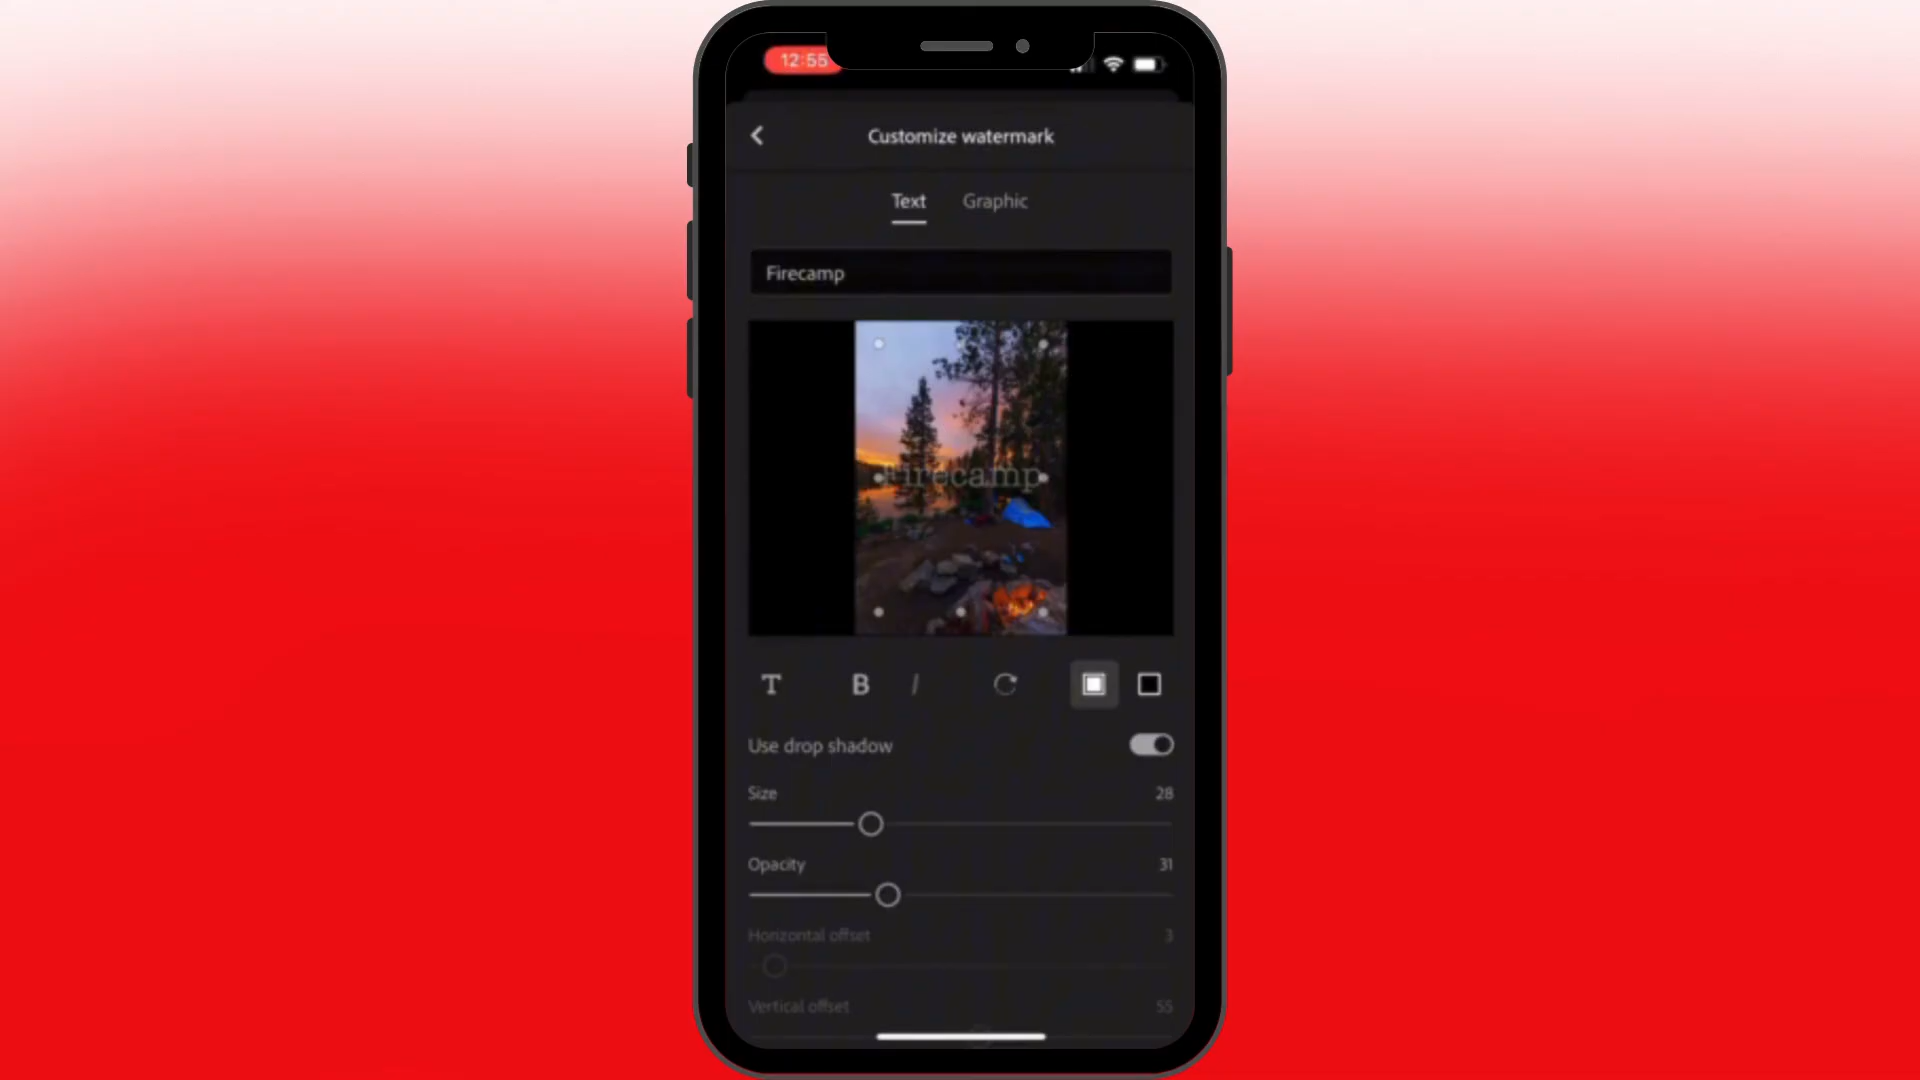 12:55
Customize watermark
Text Graphic
Firecamp
Firecamp
T B I
Use drop shadow
Size 28
Opacity 31
Horizontal offset 3
Vertical offset 55